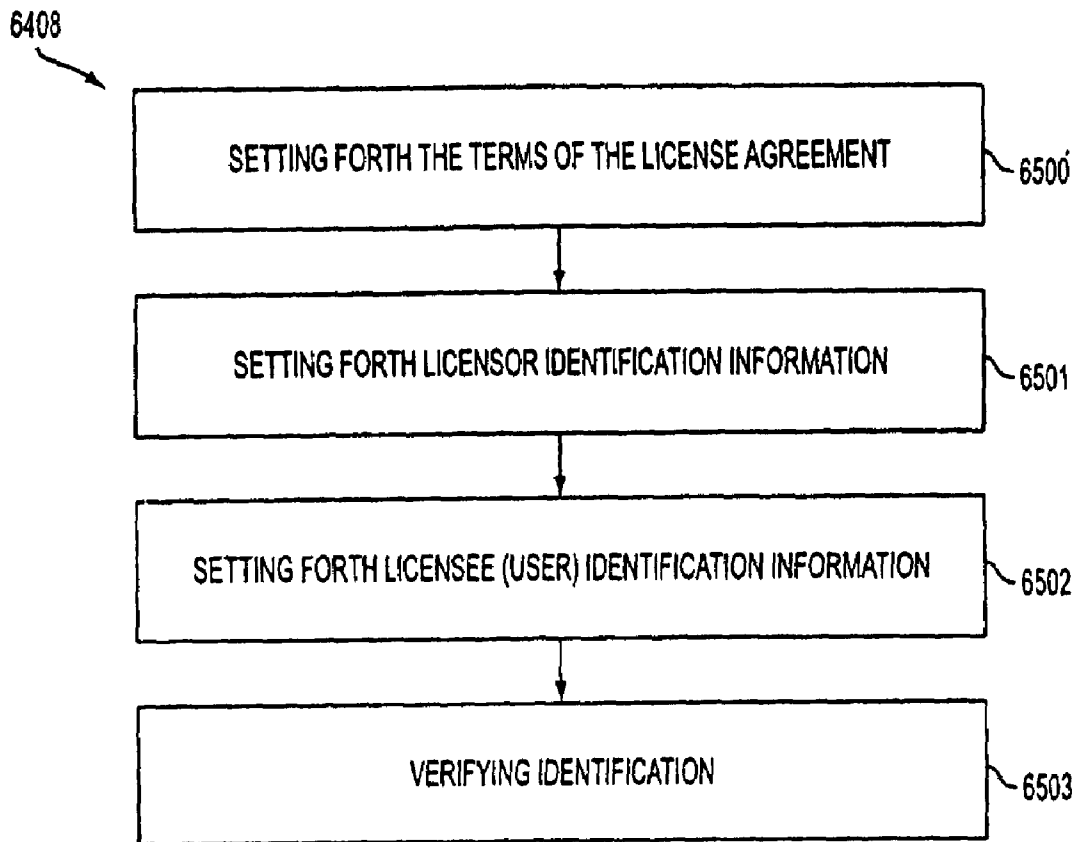 6408
SETTING FORTH THE TERMS OF THE LICENSE AGREEMENT
6500
SETTING FORTH LICENSOR IDENTIFICATION INFORMATION
6501
SETTING FORTH LICENSEE (USER) IDENTIFICATION INFORMATION
6502
VERIFYING IDENTIFICATION
6503